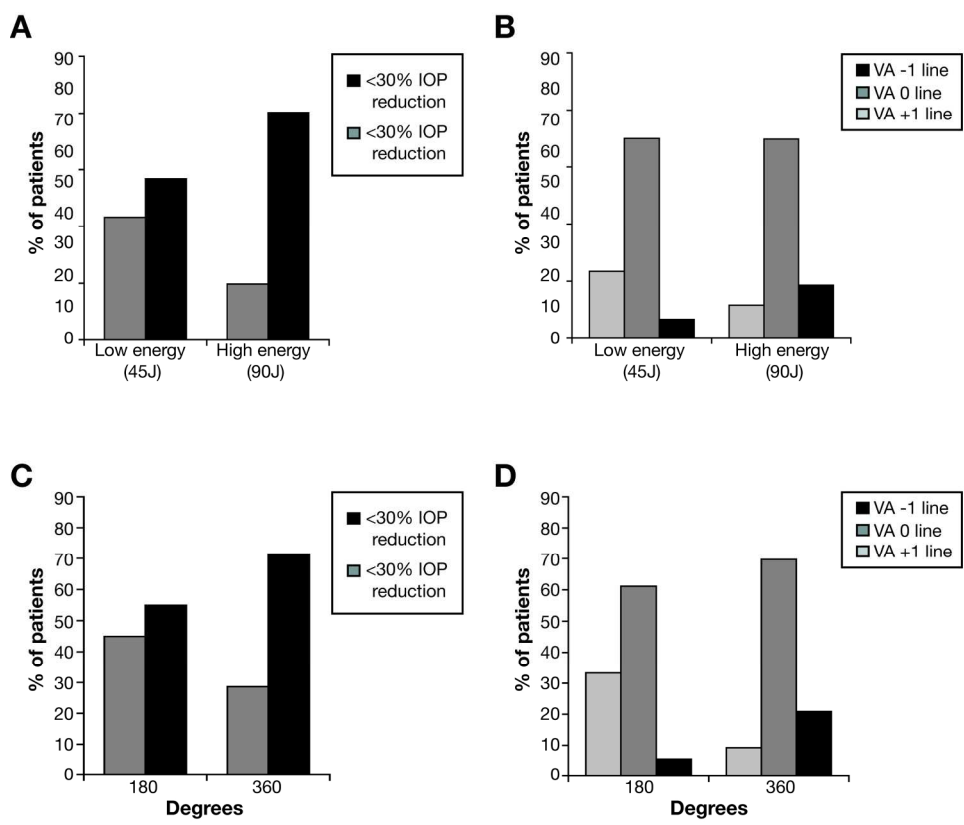 A
% of patients
90
80
70
60
50
40
30
20
10
0
Low energy
(45J)
High energy
(90J)
<30% IOP
reduction
<30% IOP
reduction
B
% of patients
90
80
70
60
50
40
30
20
10
0
Low energy
(45J)
High energy
(90J)
VA -1 line
VA 0 line
VA +1 line
C
% of patients
90
80
70
60
50
40
30
20
10
0
180
360
Degrees
<30% IOP
reduction
<30% IOP
reduction
D
% of patients
90
80
70
60
50
40
30
20
10
0
180
360
Degrees
VA -1 line
VA 0 line
VA +1 line